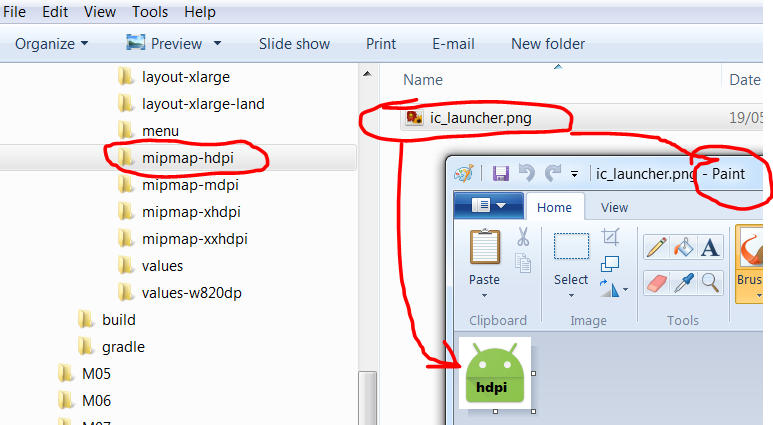 File Edit View Tools Help
Organize Preview Slide show Print E-mail New folder
layout-xlarge
layout-xlarge-land
menu
mipmap-hdpi
mipmap-mdpi
mipmap-xhdpi
mipmap-xxhdpi
values
values-w820dp
build
gradle
M05
M06
Name Date
ic_launcher.png 19/05
ic_launcher.png - Paint
Home View
Paste Select Brus
Clipboard Image Tools
A
hdpi